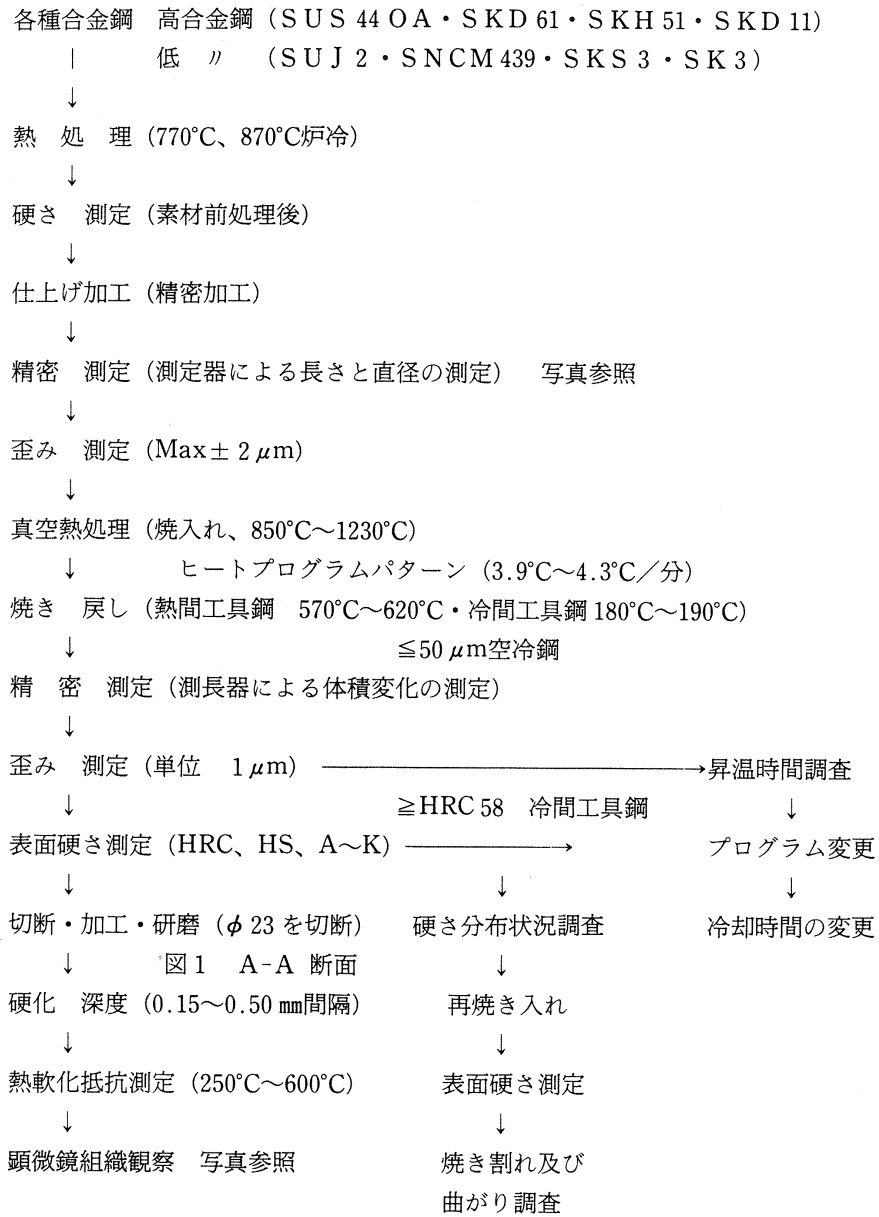 各種合金鋼　高合金鋼（SUS 44OA・SKD 61・SKH 51・SKD 11）
｜　低　〃　（SUJ 2・SNCM 439・SKS 3・SK 3）
↓
熱　処　理（770℃、870℃炉冷）
↓
硬さ　測定（素材前処理後）
↓
仕上げ加工（精密加工）
↓
精密　測定（測定器による長さと直径の測定）　写真参照
↓
歪み　測定（Max± 2 μm）
↓
真空熱処理（焼入れ、850℃～1230℃）
↓　ヒートプログラムパターン（3.9℃～4.3℃／分）
焼き　戻し（熱間工具鋼　570℃～620℃・冷間工具鋼 180℃～190℃）
↓　≦50 μm空冷鋼
精　密　測定（測長器による体積変化の測定）
↓
歪み　測定（単位　1 μm）→昇温時間調査
↓　≧HRC 58　冷間工具鋼　↓
表面硬さ測定（HRC、HS、A～K）→　プログラム変更
↓　↓　↓
切断・加工・研磨（φ 23 を切断）　硬さ分布状況調査　冷却時間の変更
↓　図1　A-A 断面　↓
硬化　深度（0.15～0.50 ㎜間隔）　再焼き入れ
↓　↓
熱軟化抵抗測定（250℃～600℃）　表面硬さ測定
↓　↓
顕微鏡組織観察　写真参照　焼き割れ及び
曲がり調査